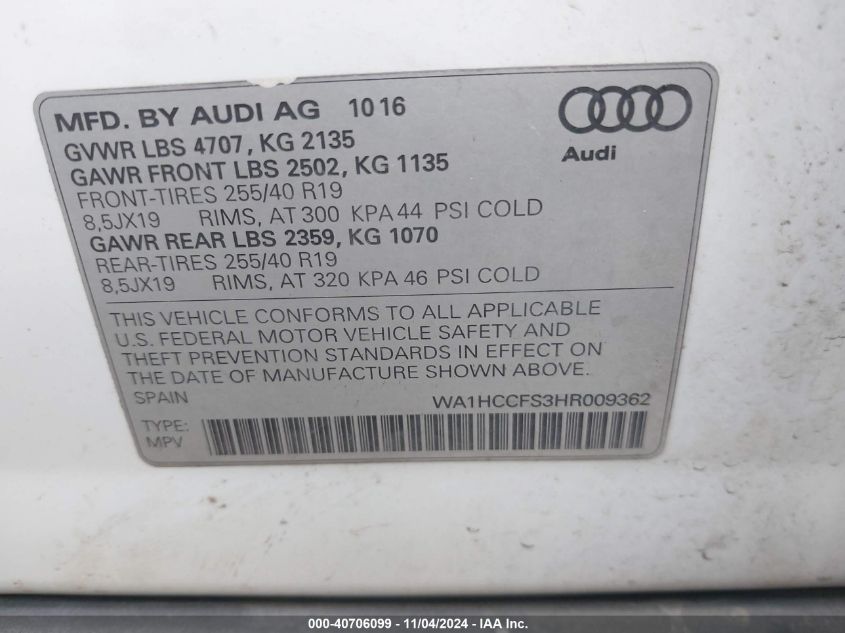 MFD. BY AUDI AG 10 16
Audi
GVWR LBS 4707, KG 2135
GAWR FRONT LBS 2502, KG 1135
FRONT-TIRES 255/40 R19
8,5JX19 RIMS, AT 300 KPA 44 PSI COLD
GAWR REAR LBS 2359, KG 1070
REAR-TIRES 255/40 R19
8,5JX19 RIMS, AT 320 KPA 46 PSI COLD
THIS VEHICLE CONFORMS TO ALL APPLICABLE
U.S. FEDERAL MOTOR VEHICLE SAFETY AND
THEFT PREVENTION STANDARDS IN EFFECT ON
THE DATE OF MANUFACTURE SHOWN ABOVE.
SPAIN WA1HCCFS3HR009362
TYPE:
MPV
000-40706099 - 11/04/2024 - IAA Inc.